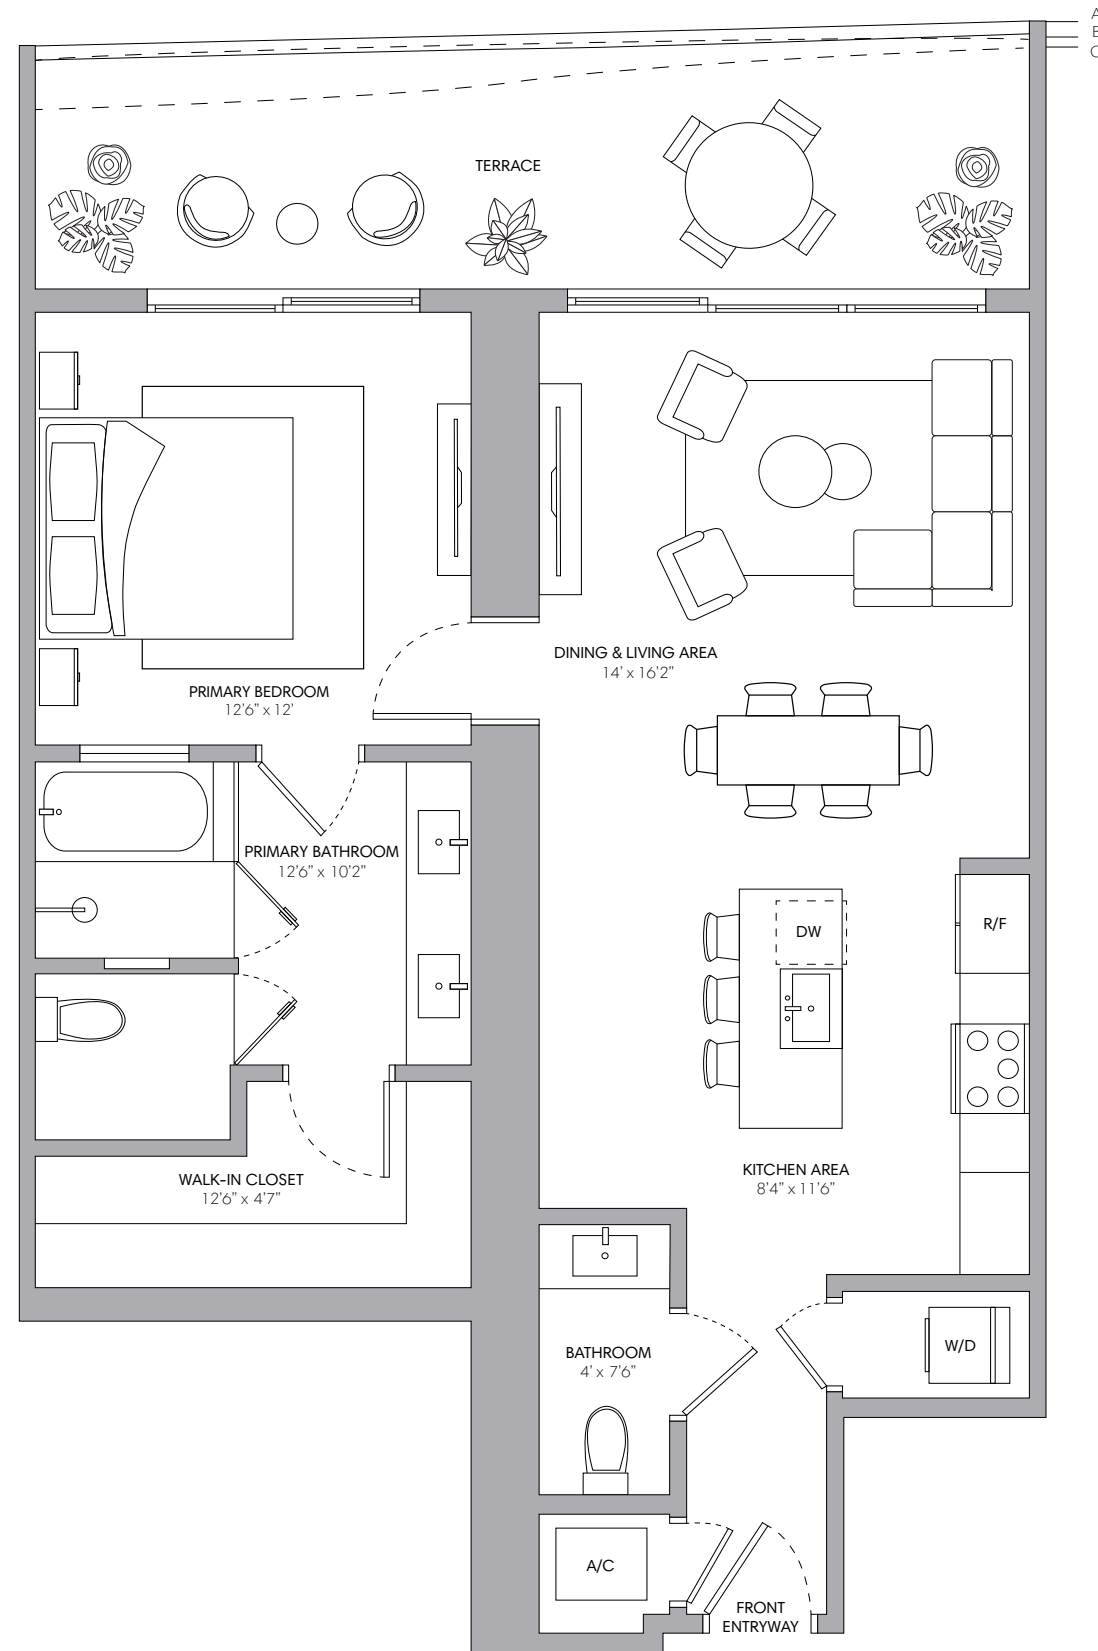 A
B
TERRACE
DINING & LIVING AREA
14' x 16'2"
PRIMARY BEDROOM
12'6" x 12'
PRIMARY BATHROOM
12'6" x 10'2"
DW
R/F
KITCHEN AREA
8'4" x 11'6"
WALK-IN CLOSET
12'6" x 4'7"
BATHROOM
4' x 7'6"
W/D
A/C
FRONT
ENTRYWAY